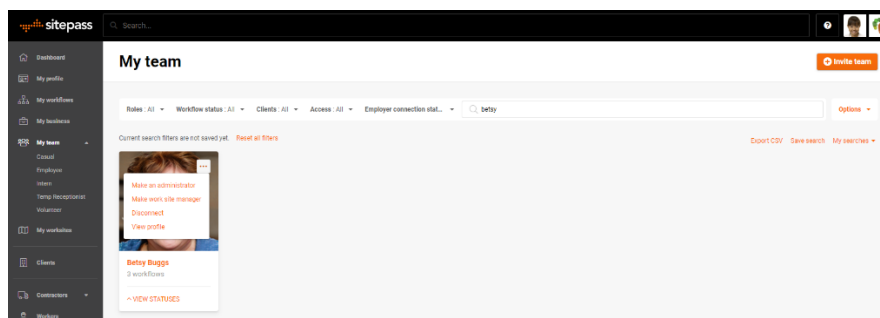 sitepass
Search...
?
Dashboard
My profile
My workflows
My business
My team
Casual
Employee
Intern
Temp Receptionist
Volunteer
My worksites
Clients
Contractors
Workers
My team
Invite team
Roles : All
Workflow status : All
Clients : All
Access : All
Employer connection stat...
betsy
Options
Current search filters are not saved yet.
Reset all filters
Export CSV
Save search
My searches
...
Make an administrator
Make work site manager
Disconnect
View profile
Betsy Buggs
3 workflows
VIEW STATUSES